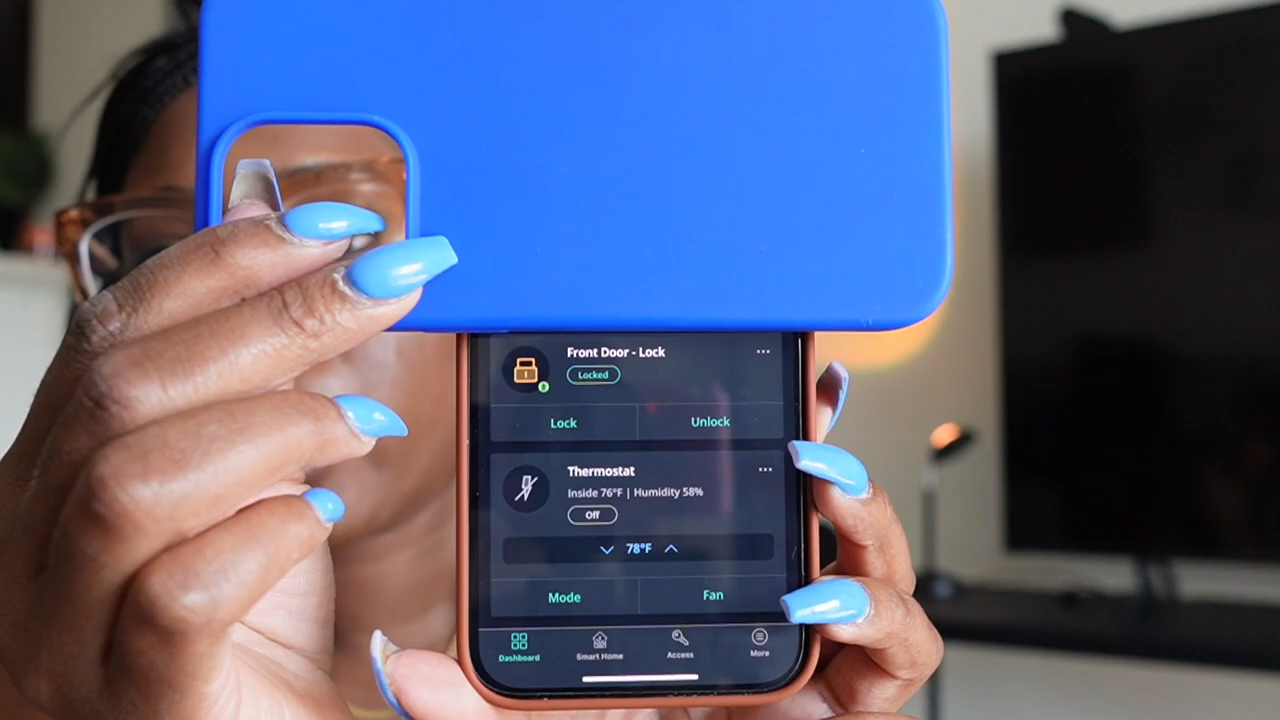 Front Door - Lock
Locked
Lock
Unlock
Thermostat
Inside 76°F | Humidity 58%
Off
78°F
Mode
Fan
Dashboard
Smart Home
Access
More